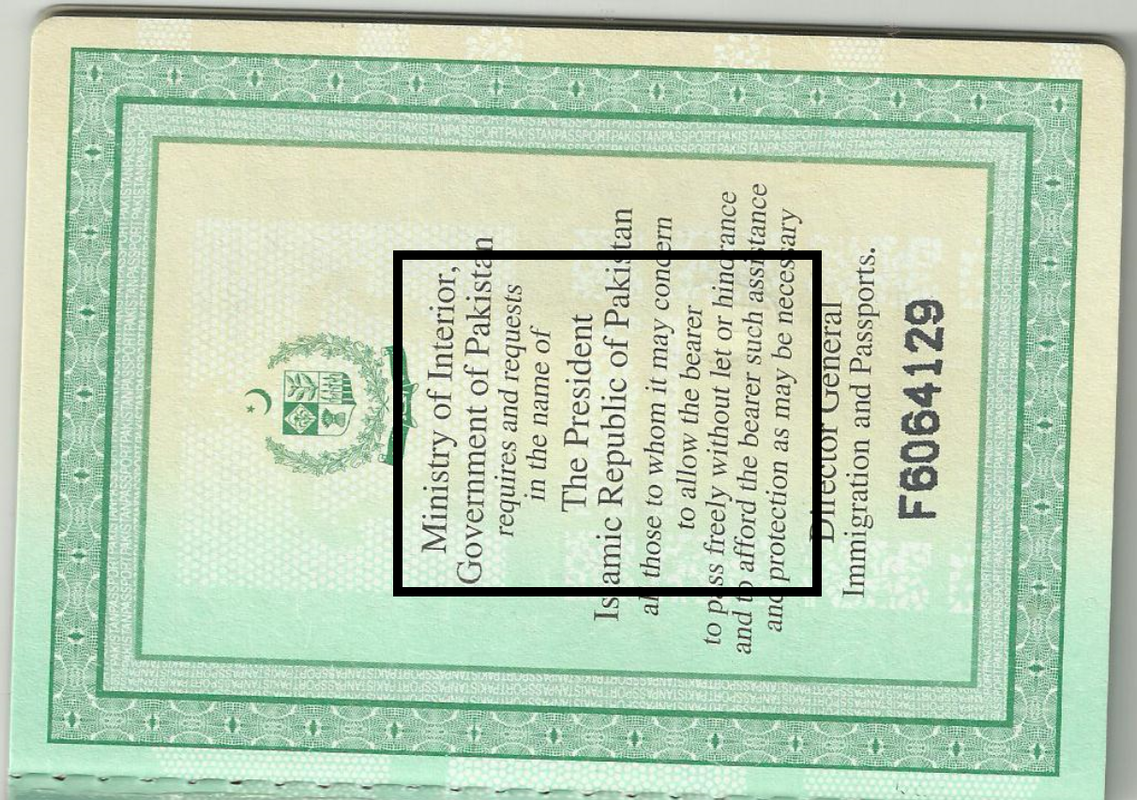 Ministry of Interior,
Government of Pakistan
requires and requests
in the name of
The President
Islamic Republic of Pakistan
all those to whom it may concern
to allow the bearer
to pass freely without let or hindrance
and to afford the bearer such assistance
and protection as may be necessary
Director General
Immigration and Passports.
F6064129